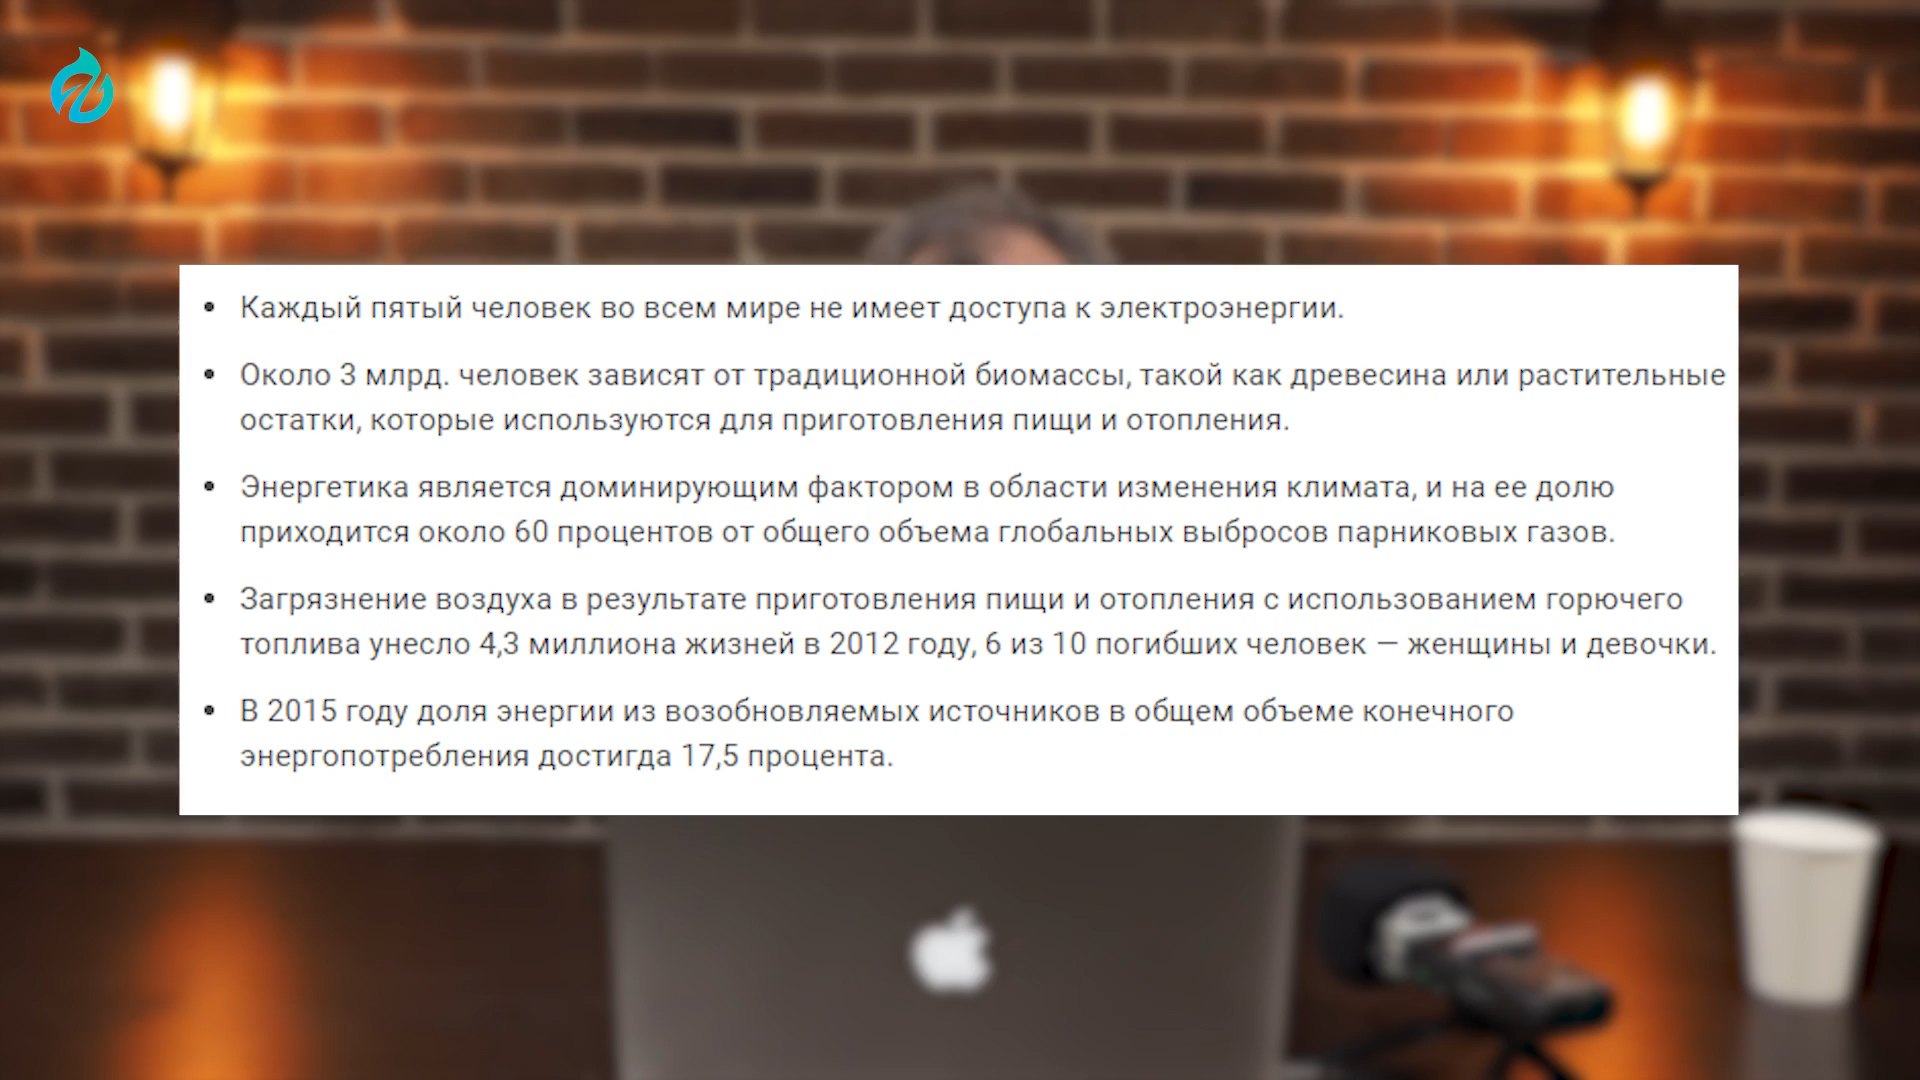 • Каждый пятый человек во всем мире не имеет доступа к электроэнергии.
• Около 3 млрд. человек зависят от традиционной биомассы, такой как древесина или растительные
остатки, которые используются для приготовления пищи и отопления.
• Энергетика является доминирующим фактором в области изменения климата, и на ее долю
приходится около 60 процентов от общего объема глобальных выбросов парниковых газов.
• Загрязнение воздуха в результате приготовления пищи и отопления с использованием горючего
топлива унесло 4,3 миллиона жизней в 2012 году, 6 из 10 погибших человек — женщины и девочки.
• В 2015 году доля энергии из возобновляемых источников в общем объеме конечного
энергопотребления достигда 17,5 процента.